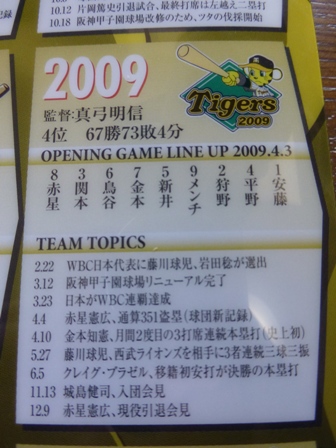 10.12 片岡篤史引退試合、最終打席は左越え二塁打
10.18 阪神甲子園球場改修のため、ツタの伐採開始
2009
監督・真弓明信
4位 67勝73敗4分
Tigers
2009
OPENING GAME LINE UP 2009.4.3
8 3 6 7 5 9 2 4 1
赤星 関本 鳥谷 金本 新井 メンチ 狩野 平野 安藤
TEAM TOPICS
2.22 WBC日本代表に藤川球児、岩田稔が選出
3.12 阪神甲子園球場リニューアル完了
3.23 日本がWBC連覇達成
4.4 赤星憲広、通算351盗塁(球団新記録)
4.10 金本知憲、月間2度目の3打席連続本塁打(史上初)
5.27 藤川球児、西武ライオンズを相手に3者連続三球三振
6.5 クレイグ・ブラゼル、移籍初安打が決勝の本塁打
11.13 城島健司、入団会見
12.9 赤星憲広、現役引退会見